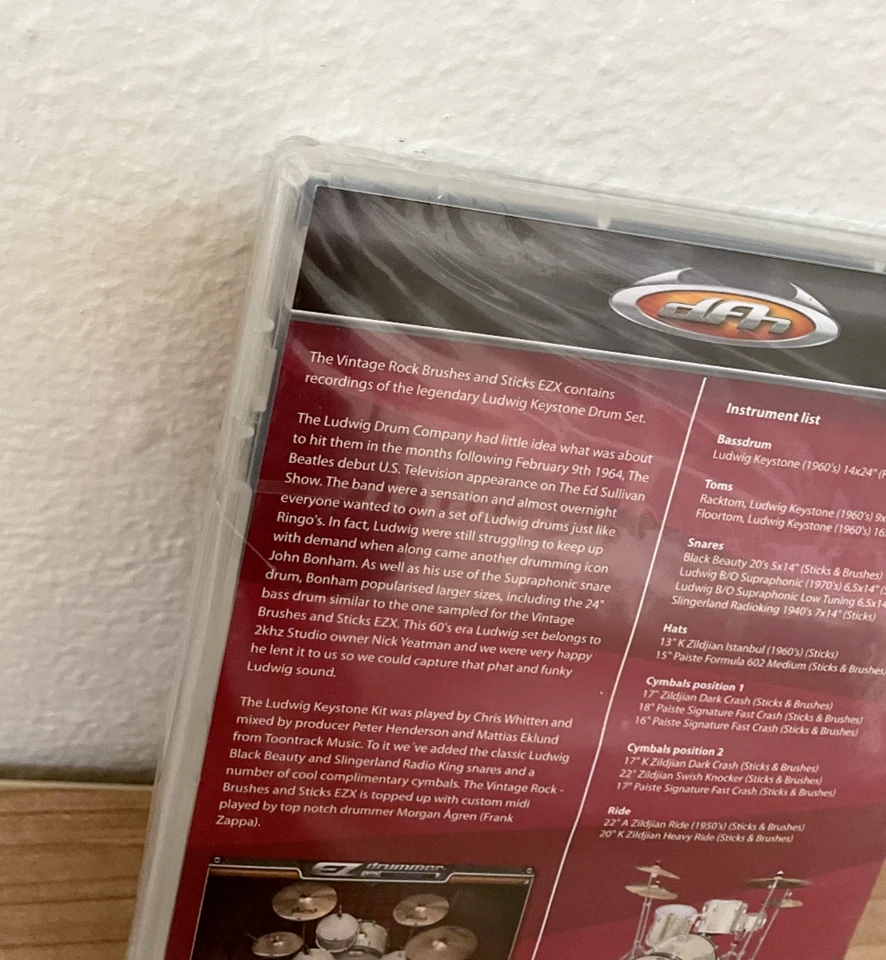 dfh
The Vintage Rock Brushes and Sticks EZX contains
recordings of the legendary Ludwig Keystone Drum Set.
The Ludwig Drum Company had little idea what was about
to hit them in the months following February 9th 1964, The
Beatles debut U.S. Television appearance on The Ed Sullivan
Show. The band were a sensation and almost overnight
everyone wanted to own a set of Ludwig drums just like
Ringo's. In fact, Ludwig were still struggling to keep up
with demand when along came another drumming icon
John Bonham. As well as his use of the Supraphonic snare
drum, Bonham popularised larger sizes, including the 24"
bass drum similar to the one sampled for the Vintage
Brushes and Sticks EZX. This 60's era Ludwig set belongs to
2khz Studio owner Nick Yeatman and we were very happy
he lent it to us so we could capture that phat and funky
Ludwig sound.
The Ludwig Keystone Kit was played by Chris Whitten and
mixed by producer Peter Henderson and Mattias Eklund
from Toontrack Music. To it we've added the classic Ludwig
Black Beauty and Slingerland Radio King snares and a
number of cool complimentary cymbals. The Vintage Rock -
Brushes and Sticks EZX is topped up with custom midi
played by top notch drummer Morgan Ågren (Frank
Zappa).
EZ drummer
Instrument list
Bassdrum
Ludwig Keystone (1960's) 14x24"
Toms
Racktom, Ludwig Keystone (1960's) 9x
Floortom, Ludwig Keystone (1960's) 16
Snares
Black Beauty 20's 5x14" (Sticks & Brushes)
Ludwig B/O Supraphonic (1970's) 6,5x14" (S
Ludwig B/O Supraphonic Low Tuning 6,5x14
Slingerland Radioking 1940's 7x14" (Sticks)
Hats
13" K Zildjian Istanbul (1960's) (Sticks)
15" Paiste Formula 602 Medium (Sticks & Brushes
Cymbals position 1
17" Zildjian Dark Crash (Sticks & Brushes)
18" Paiste Signature Fast Crash (Sticks & Brushes)
16" Paiste Signature Fast Crash (Sticks & Brushes)
Cymbals position 2
17" K Zildjian Dark Crash (Sticks & Brushes)
22" Zildjian Swish Knocker (Sticks & Brushes)
17" Paiste Signature Fast Crash (Sticks & Brushes)
Ride
22" A Zildjian Ride (1950's) (Sticks & Brushes)
20" K Zildjian Heavy Ride (Sticks & Brushes)